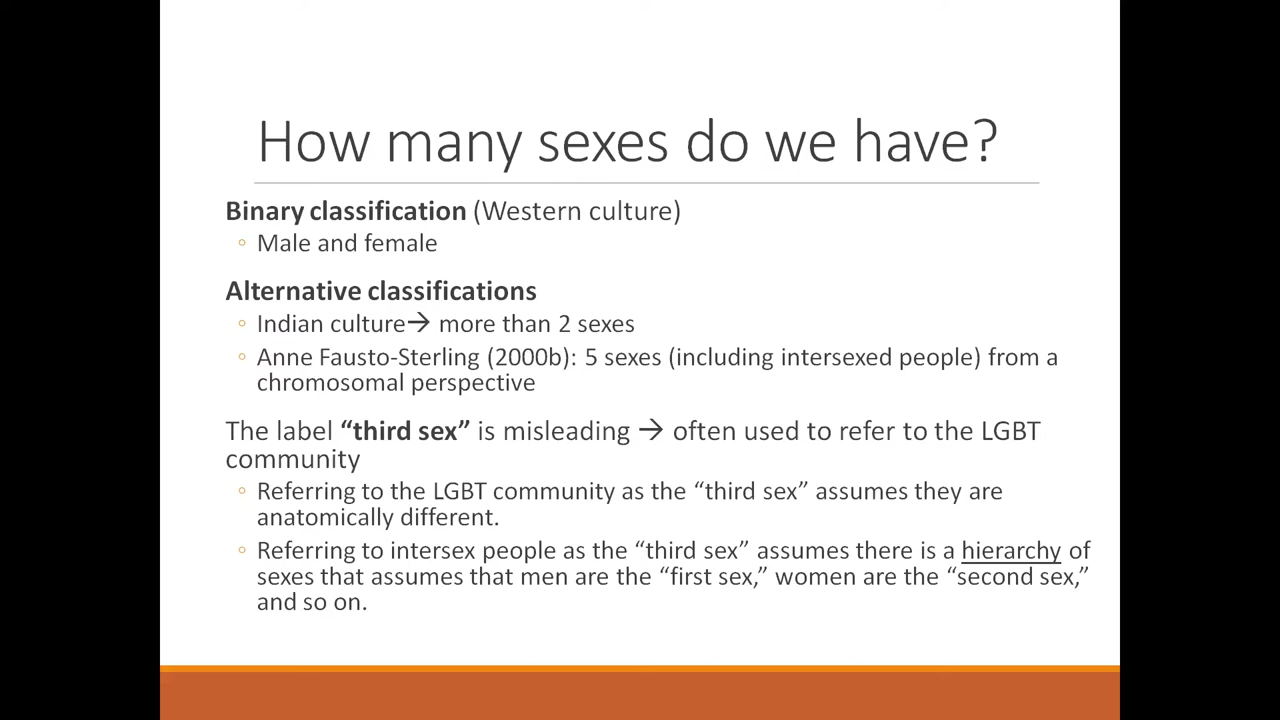 How many sexes do we have?
Binary classification (Western culture)
◦ Male and female
Alternative classifications
◦ Indian culture→ more than 2 sexes
◦ Anne Fausto-Sterling (2000b): 5 sexes (including intersexed people) from a
chromosomal perspective
The label “third sex” is misleading → often used to refer to the LGBT
community
◦ Referring to the LGBT community as the “third sex” assumes they are
anatomically different.
◦ Referring to intersex people as the “third sex” assumes there is a hierarchy of
sexes that assumes that men are the “first sex,” women are the “second sex,”
and so on.